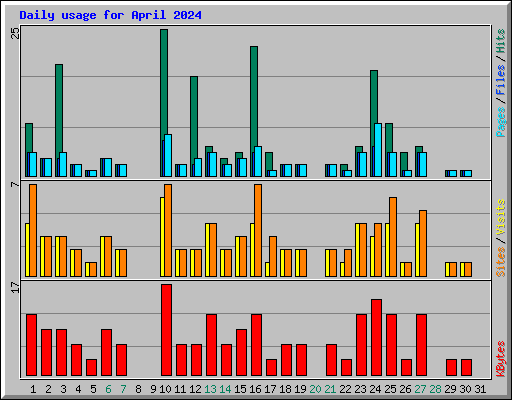 Daily usage for April 2024
25
7
17
Pages / Files / Hits
Sites / Visits
KBytes
1 2 3 4 5 6 7 8 9 10 11 12 13 14 15 16 17 18 19 20 21 22 23 24 25 26 27 28 29 30 31